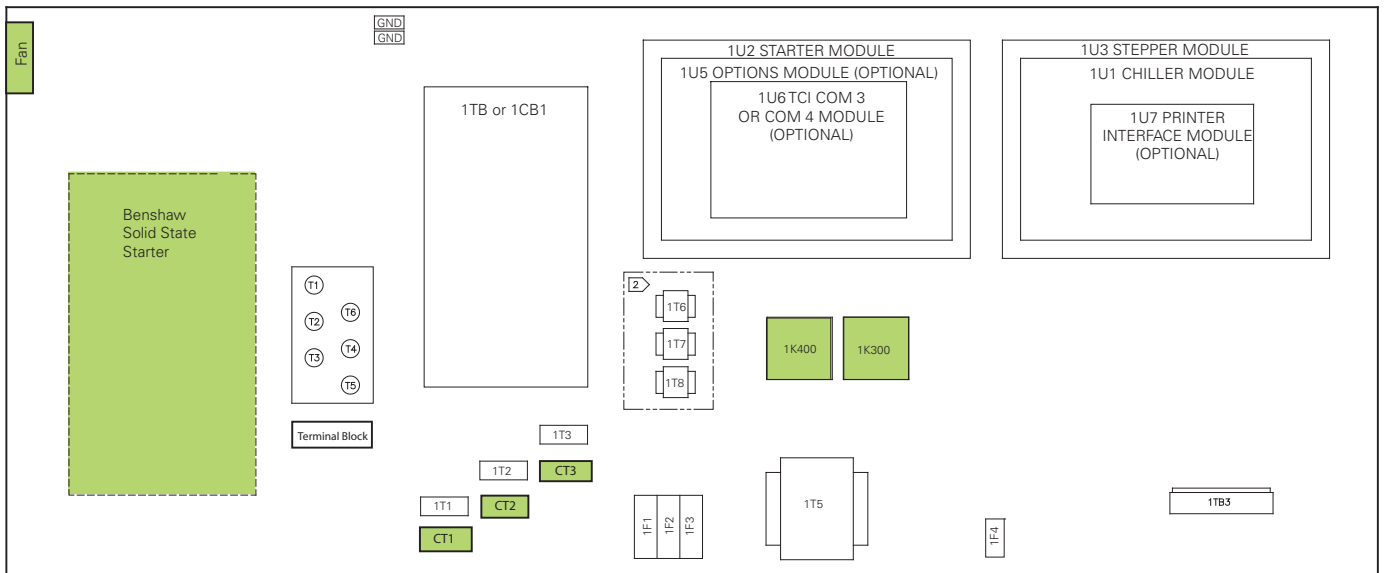 GND
GND
Fan
1U2 STARTER MODULE
1U5 OPTIONS MODULE (OPTIONAL)
1U6 TCI COM 3
OR COM 4 MODULE
(OPTIONAL)
1U3 STEPPER MODULE
1U1 CHILLER MODULE
1U7 PRINTER
INTERFACE MODULE
(OPTIONAL)
1TB or 1CB1
Benshaw
Solid State
Starter
T1
T2
T3
T6
T4
T5
Terminal Block
2
1T6
1T7
1T8
1K400
1K300
1T3
CT3
1T2
CT2
1T1
CT1
1F1
1F2
1F3
1T5
1F4
1TB3